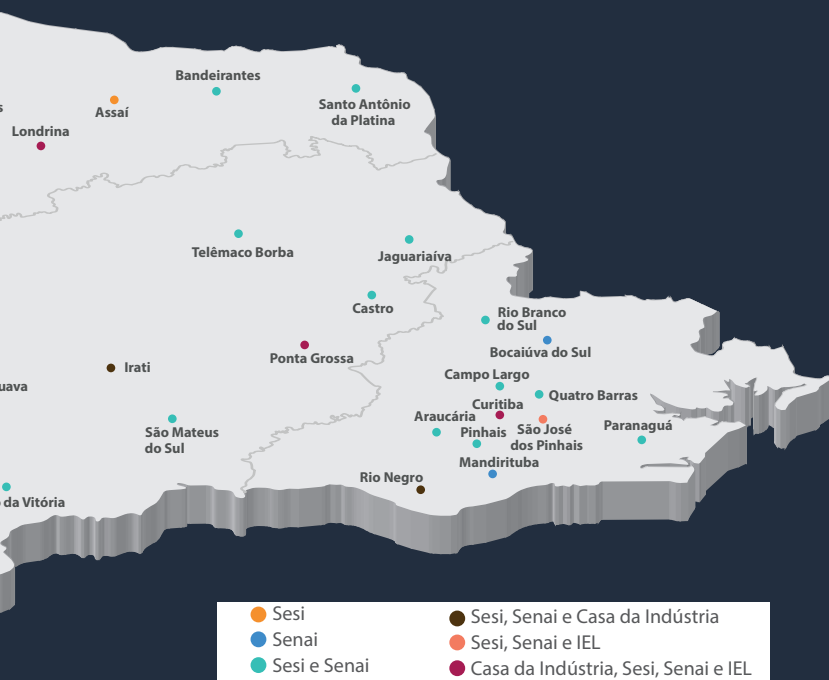 Bandeirantes
Santo Antônio
da Platina
Assaí
Londrina
Telêmaco Borba
Jaguariaíva
Castro
Rio Branco
do Sul
Ponta Grossa
Bocaiúva do Sul
Irati
Campo Largo
Quatro Barras
Curitiba
Araucária
Pinhais
São José
dos Pinhais
Paranaguá
São Mateus
do Sul
Mandirituba
Rio Negro
da Vitória
Sesi
Senai
Sesi e Senai
Sesi, Senai e Casa da Indústria
Sesi, Senai e IEL
Casa da Indústria, Sesi, Senai e IEL